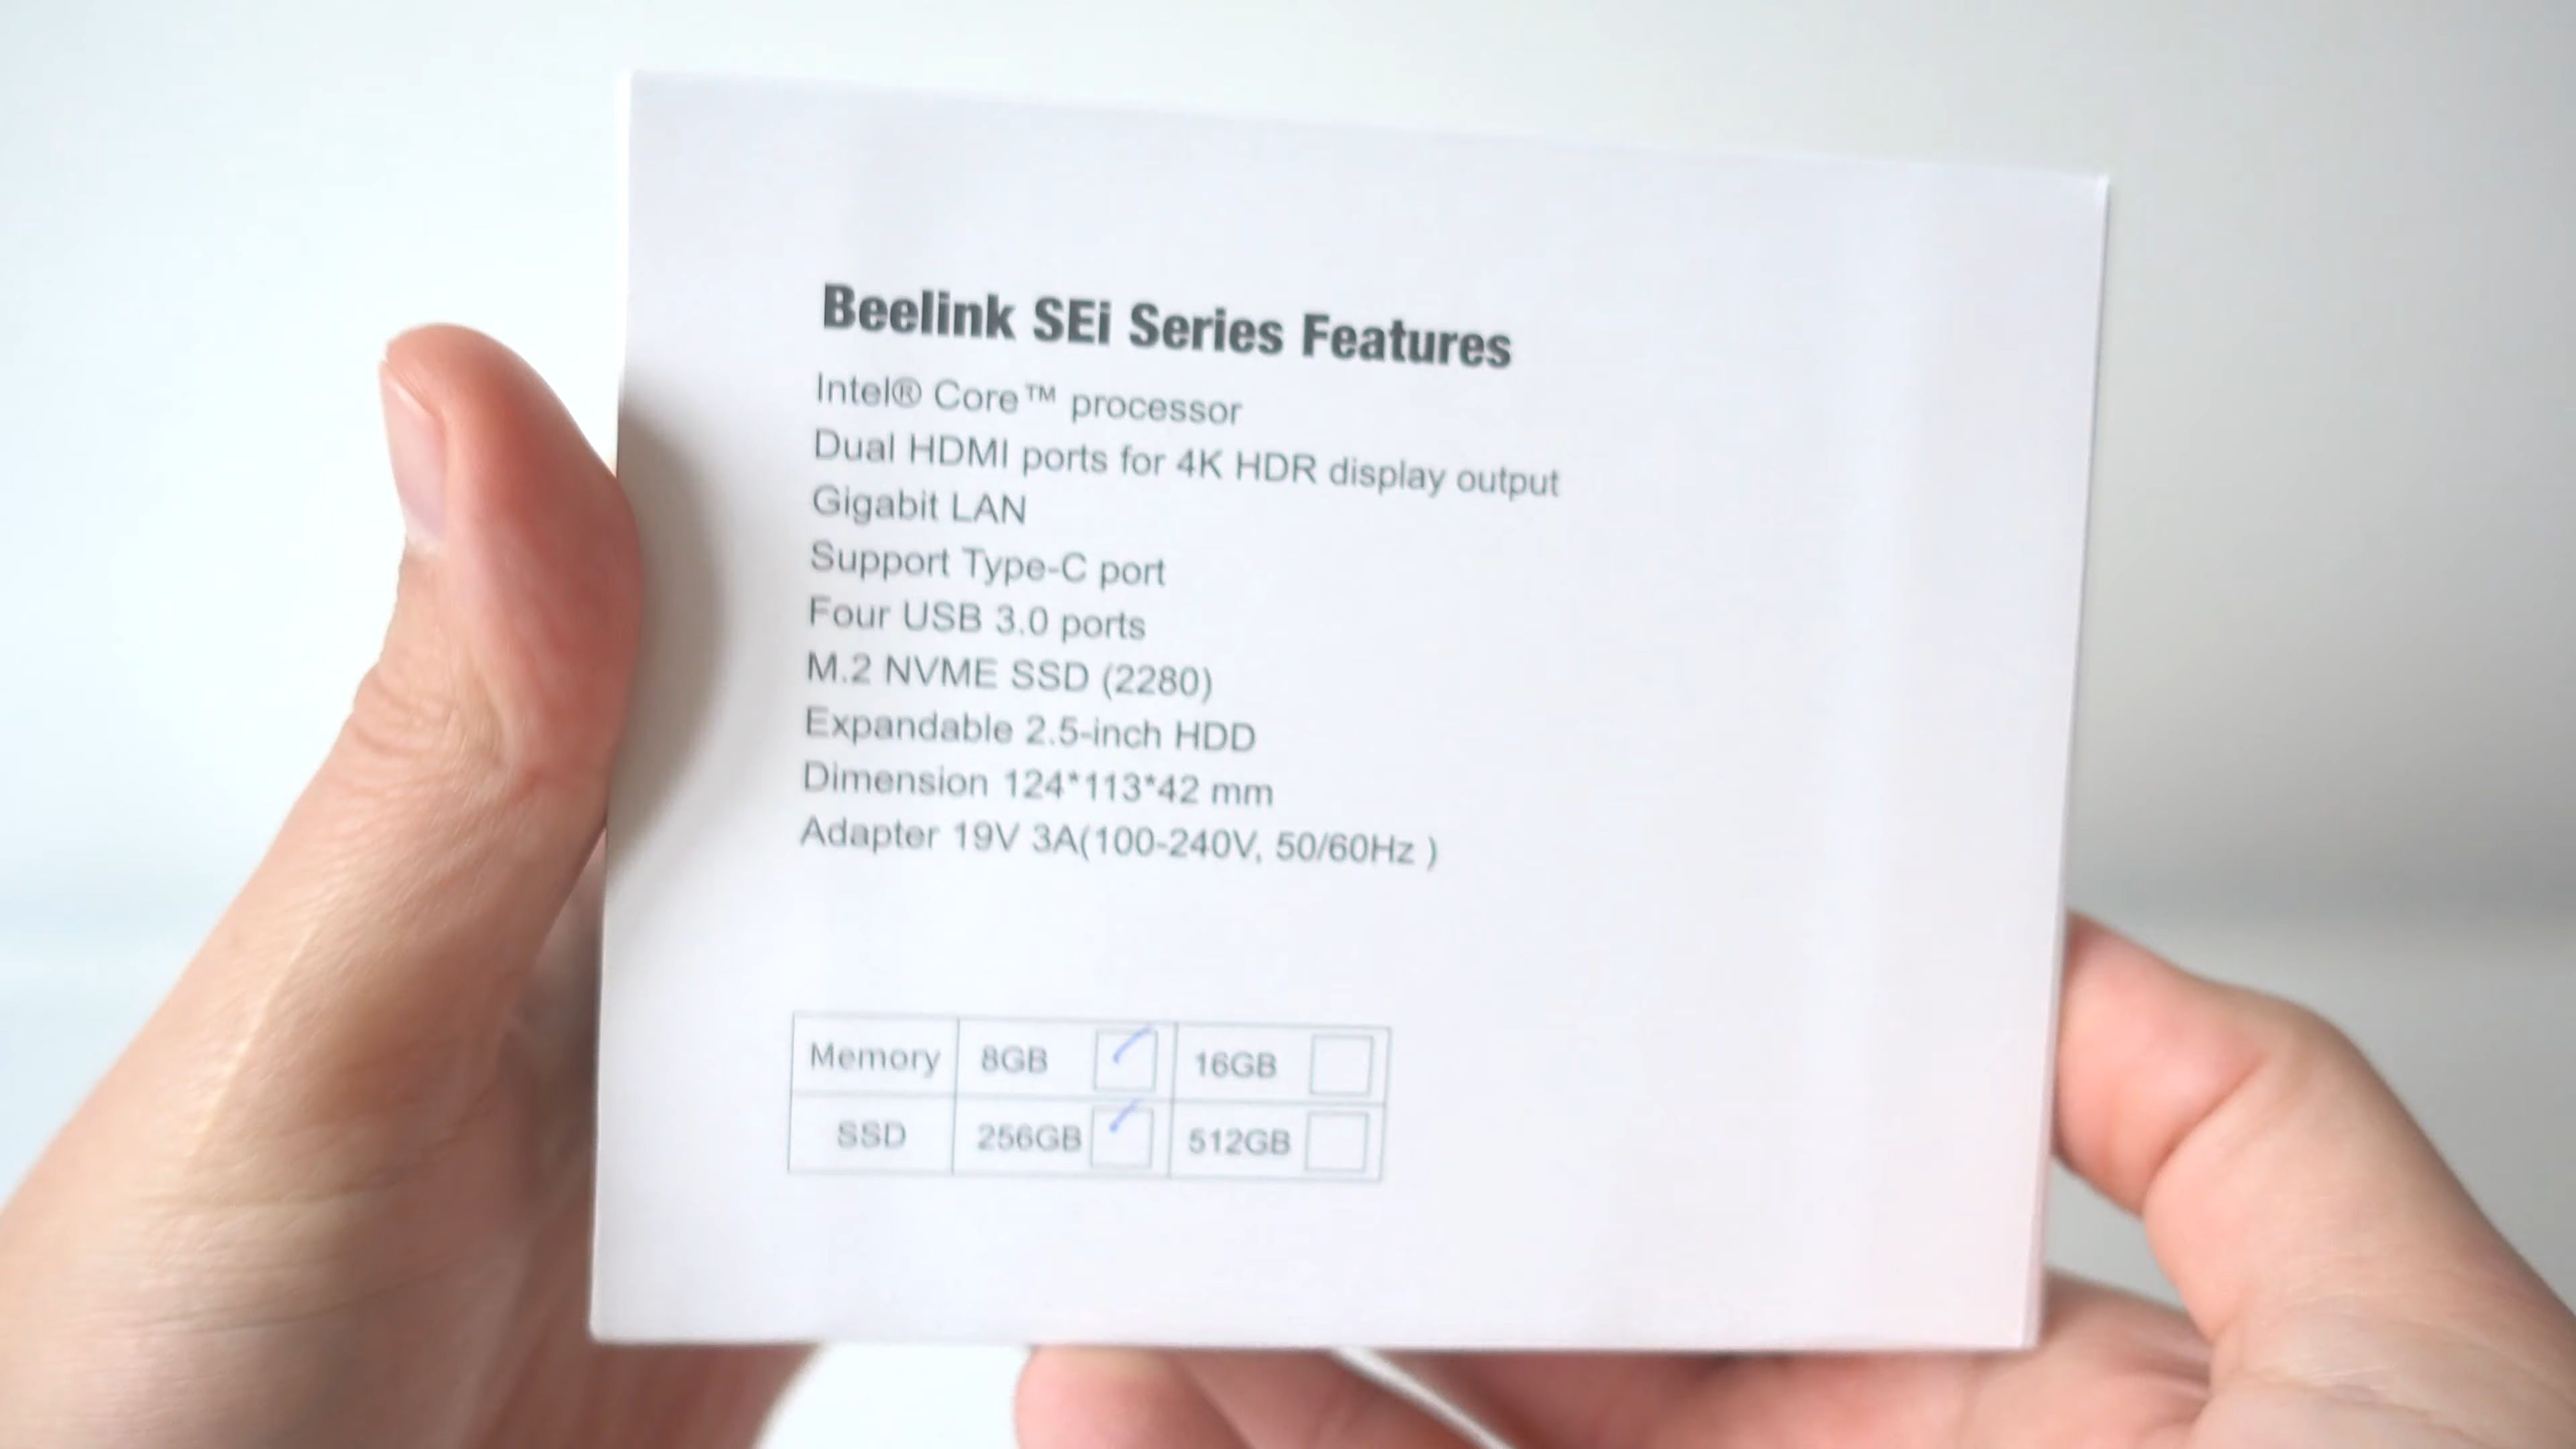 Beelink SEi Series Features
Intel® Core™ processor
Dual HDMI ports for 4K HDR display output
Gigabit LAN
Support Type-C port
Four USB 3.0 ports
M.2 NVME SSD (2280)
Expandable 2.5-inch HDD
Dimension 124*113*42 mm
Adapter 19V 3A(100-240V, 50/60Hz )
Memory 8GB 16GB
SSD 256GB 512GB